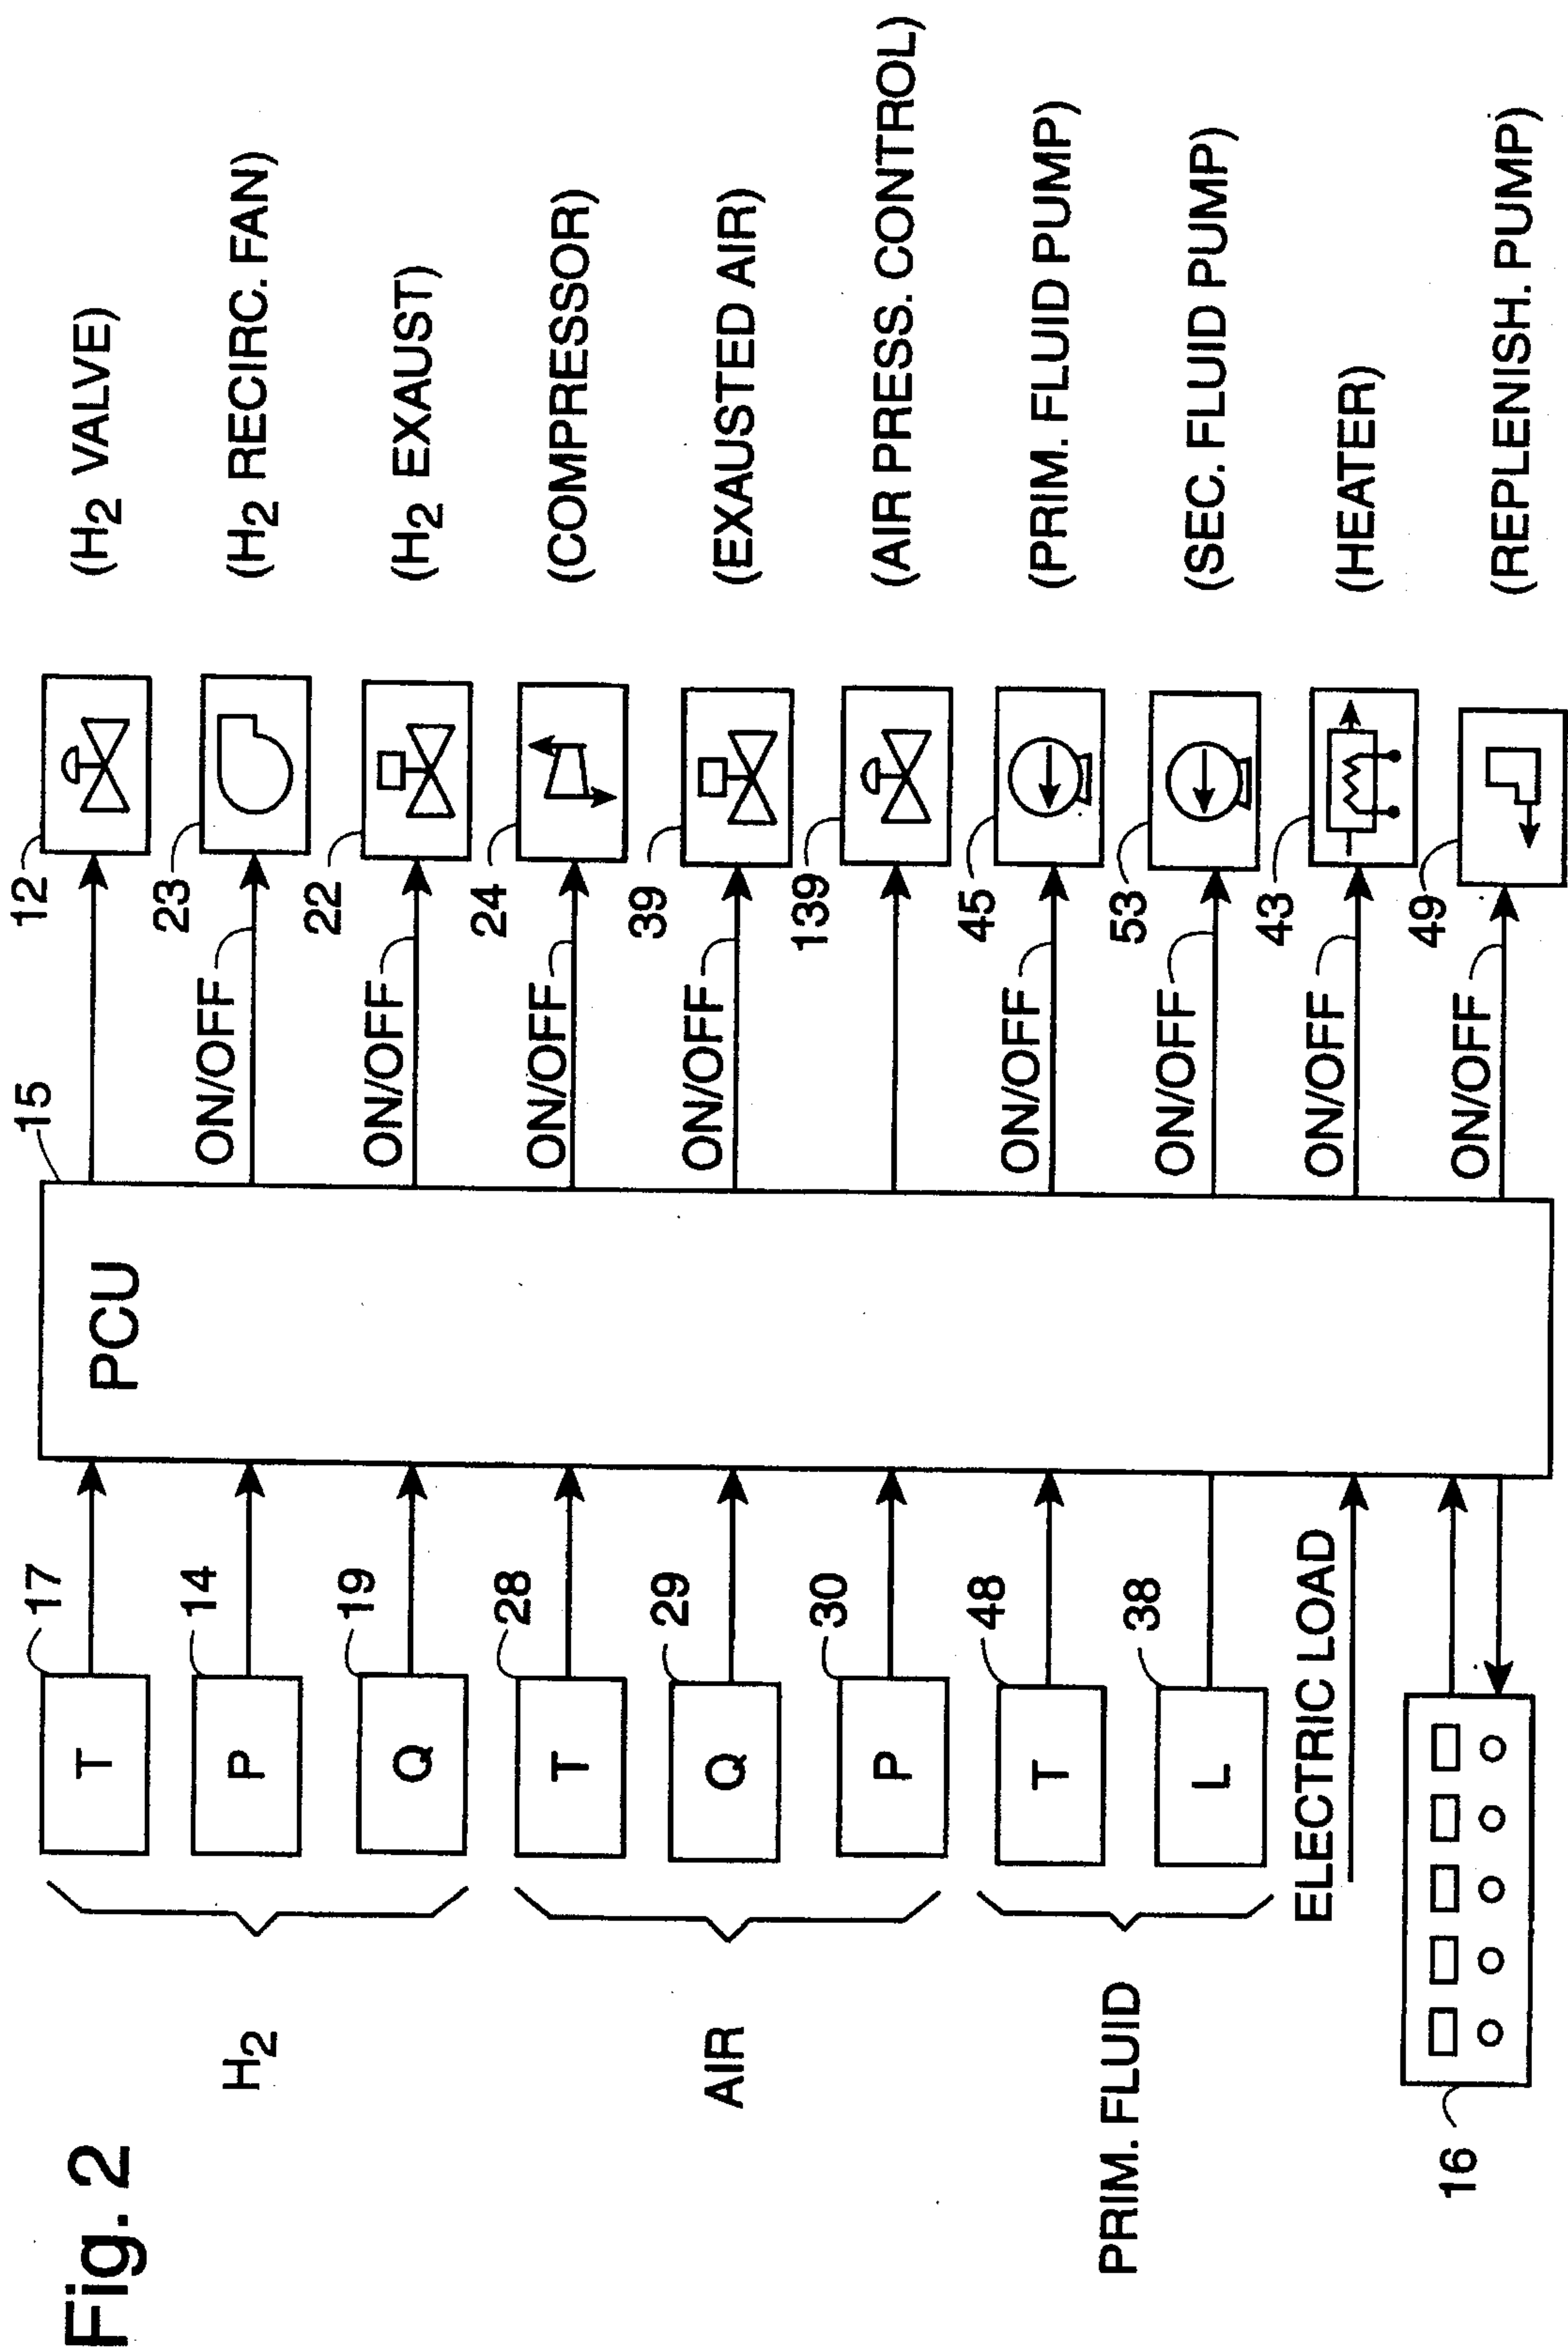 Fig. 2
H2
AIR
PRIM. FLUID
16
T
17
P
14
Q
19
T
28
Q
29
P
30
T
48
L
38
ELECTRIC LOAD
PCU
15
12
(H2 VALVE)
ON/OFF
23
(H2 RECIRC. FAN)
ON/OFF
22
(H2 EXHAUST)
ON/OFF
24
(COMPRESSOR)
ON/OFF
39
(EXAUSTED AIR)
139
(AIR PRESS. CONTROL)
ON/OFF
45
(PRIM. FLUID PUMP)
ON/OFF
53
(SEC. FLUID PUMP)
ON/OFF
43
(HEATER)
ON/OFF
49
(REPLENISH. PUMP)